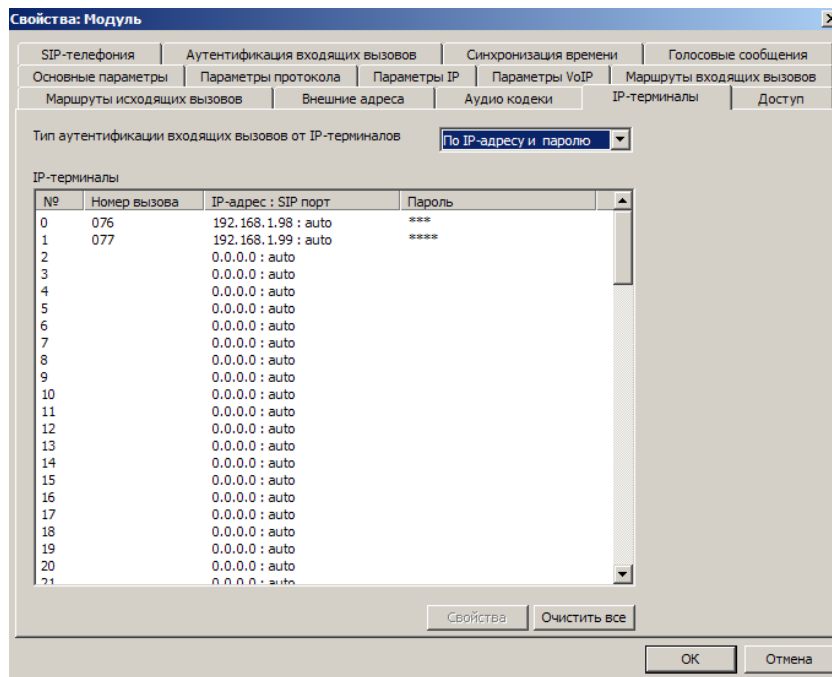 Свойства: Модуль
SIP-телефония Аутентификация входящих вызовов Синхронизация времени Голосовые сообщения
Основные параметры Параметры протокола Параметры IP Параметры VoIP Маршруты входящих вызовов
Маршруты исходящих вызовов Внешние адреса Аудио кодеки IP-терминалы Доступ
Тип аутентификации входящих вызовов от IP-терминалов По IP-адресу и паролю
IP-терминалы
№ Номер вызова IP-адрес : SIP порт Пароль
0 076 192.168.1.98 : auto ***
1 077 192.168.1.99 : auto ****
2 0.0.0.0 : auto
3 0.0.0.0 : auto
4 0.0.0.0 : auto
5 0.0.0.0 : auto
6 0.0.0.0 : auto
7 0.0.0.0 : auto
8 0.0.0.0 : auto
9 0.0.0.0 : auto
10 0.0.0.0 : auto
11 0.0.0.0 : auto
12 0.0.0.0 : auto
13 0.0.0.0 : auto
14 0.0.0.0 : auto
15 0.0.0.0 : auto
16 0.0.0.0 : auto
17 0.0.0.0 : auto
18 0.0.0.0 : auto
19 0.0.0.0 : auto
20 0.0.0.0 : auto
21 0.0.0.0 : auto
Свойства Очистить все
OK Отмена